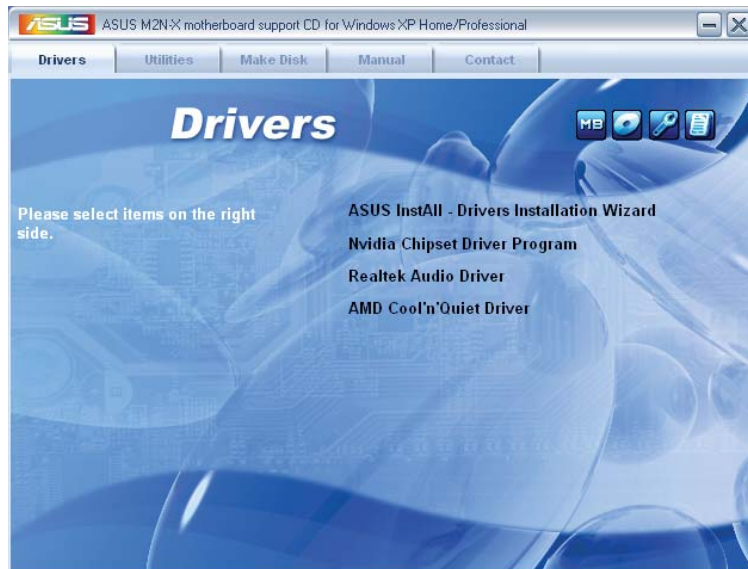 ASUS ASUS M2N-X motherboard support CD for Windows XP Home/Professional
Drivers Utilities Make Disk Manual Contact
Drivers
MB
Please select items on the right
side.
ASUS InstAll - Drivers Installation Wizard
Nvidia Chipset Driver Program
Realtek Audio Driver
AMD Cool'n'Quiet Driver